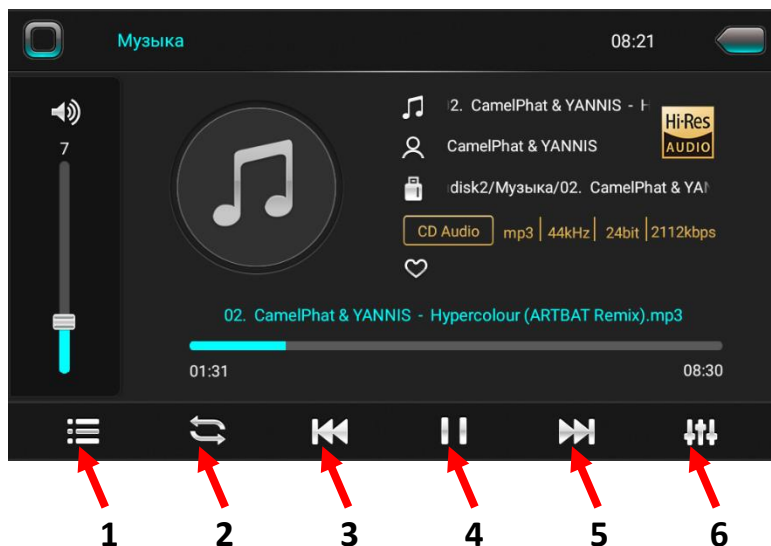 Музыка 08:21
7
02. CamelPhat & YANNIS - H
Hi-Res
AUDIO
CamelPhat & YANNIS
disk2/Музыка/02. CamelPhat & YAN
CD Audio mp3 44kHz 24bit 2112kbps
02. CamelPhat & YANNIS - Hypercolour (ARTBAT Remix).mp3
01:31 08:30
1 2 3 4 5 6